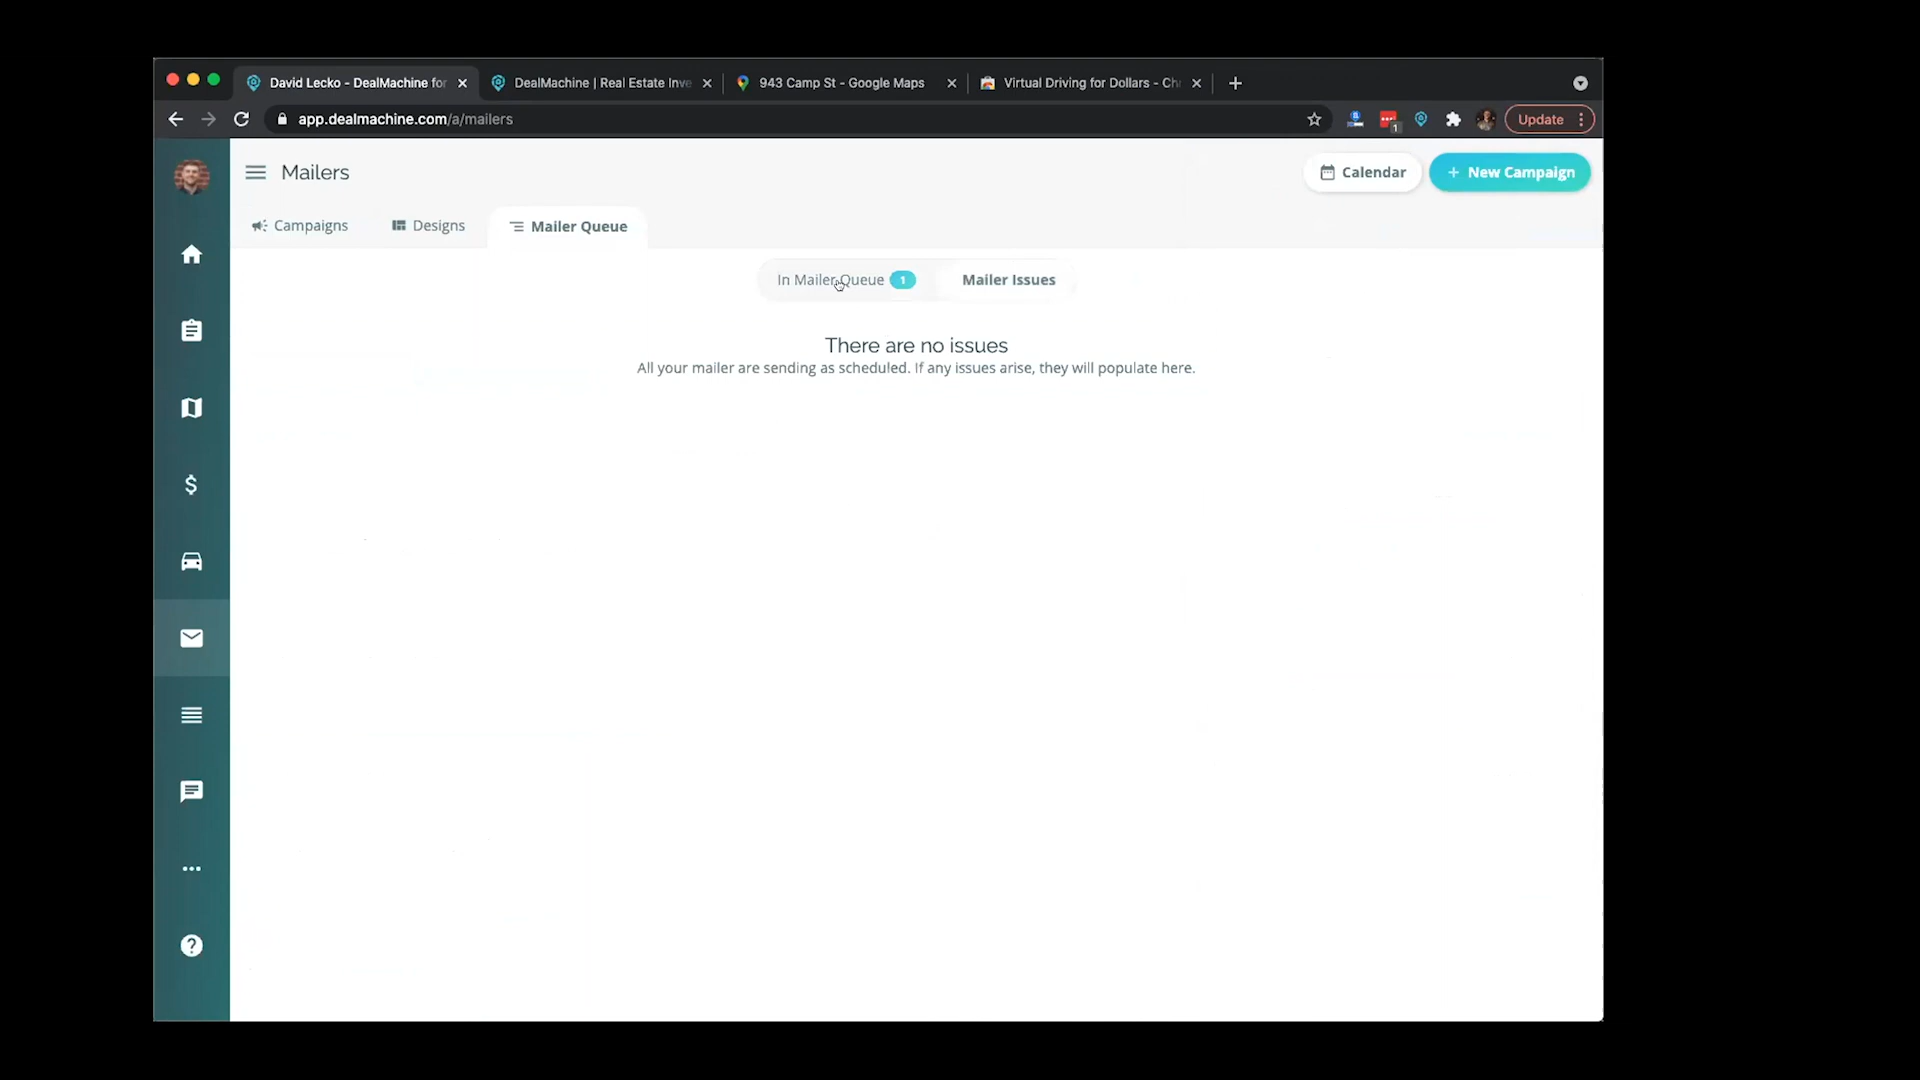 David Lecko - DealMachine for
DealMachine | Real Estate Inve
943 Camp St - Google Maps
Virtual Driving for Dollars - Ch
app.dealmachine.com/a/mailers
1
Update
Mailers
Calendar
+ New Campaign
Campaigns
Designs
Mailer Queue
In Mailer Queue 1
Mailer Issues
There are no issues
All your mailer are sending as scheduled. If any issues arise, they will populate here.